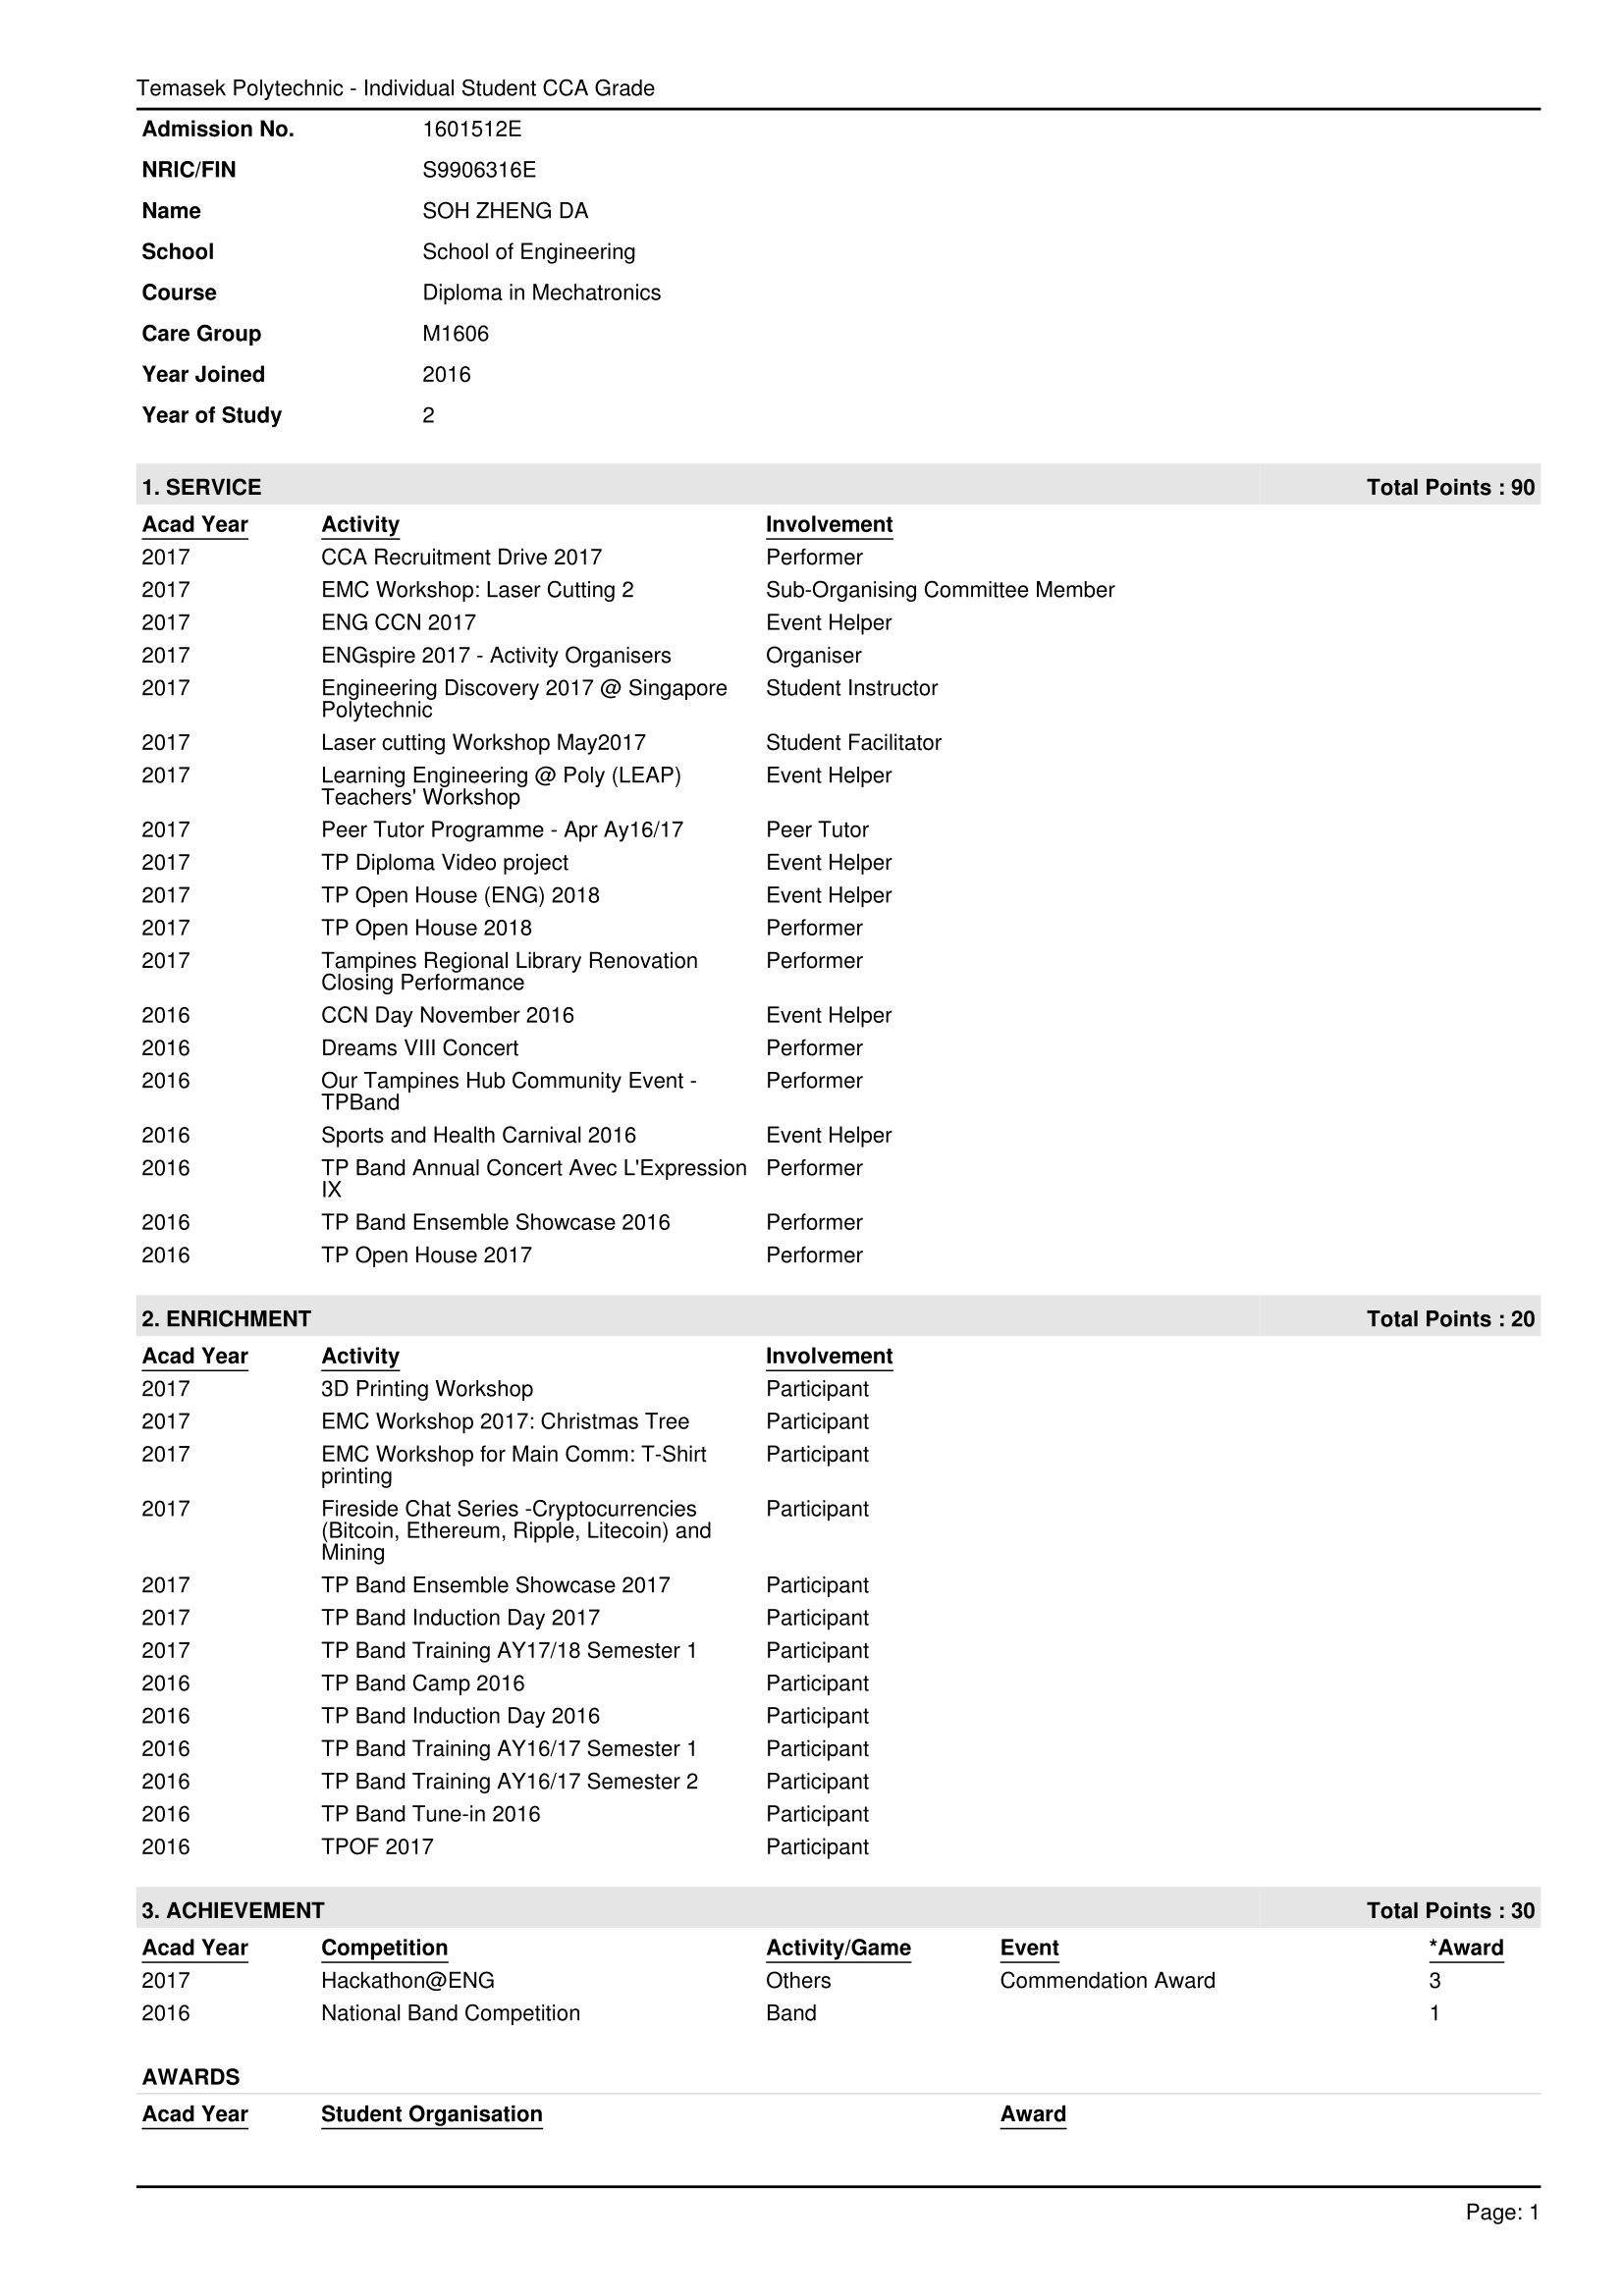 Temasek Polytechnic - Individual Student CCA Grade
Admission No. 1601512E
NRIC/FIN S9906316E
Name SOH ZHENG DA
School School of Engineering
Course Diploma in Mechatronics
Care Group M1606
Year Joined 2016
Year of Study 2
1. SERVICE Total Points : 90
Acad Year Activity Involvement
2017 CCA Recruitment Drive 2017 Performer
2017 EMC Workshop: Laser Cutting 2 Sub-Organising Committee Member
2017 ENG CCN 2017 Event Helper
2017 ENGspire 2017 - Activity Organisers Organiser
2017 Engineering Discovery 2017 @ Singapore Student Instructor
Polytechnic
2017 Laser cutting Workshop May2017 Student Facilitator
2017 Learning Engineering @ Poly (LEAP) Event Helper
Teachers' Workshop
2017 Peer Tutor Programme - Apr Ay16/17 Peer Tutor
2017 TP Diploma Video project Event Helper
2017 TP Open House (ENG) 2018 Event Helper
2017 TP Open House 2018 Performer
2017 Tampines Regional Library Renovation Performer
Closing Performance
2016 CCN Day November 2016 Event Helper
2016 Dreams VIII Concert Performer
2016 Our Tampines Hub Community Event - Performer
TPBand
2016 Sports and Health Carnival 2016 Event Helper
2016 TP Band Annual Concert Avec L'Expression Performer
IX
2016 TP Band Ensemble Showcase 2016 Performer
2016 TP Open House 2017 Performer
2. ENRICHMENT Total Points : 20
Acad Year Activity Involvement
2017 3D Printing Workshop Participant
2017 EMC Workshop 2017: Christmas Tree Participant
2017 EMC Workshop for Main Comm: T-Shirt Participant
printing
2017 Fireside Chat Series -Cryptocurrencies Participant
(Bitcoin, Ethereum, Ripple, Litecoin) and
Mining
2017 TP Band Ensemble Showcase 2017 Participant
2017 TP Band Induction Day 2017 Participant
2017 TP Band Training AY17/18 Semester 1 Participant
2016 TP Band Camp 2016 Participant
2016 TP Band Induction Day 2016 Participant
2016 TP Band Training AY16/17 Semester 1 Participant
2016 TP Band Training AY16/17 Semester 2 Participant
2016 TP Band Tune-in 2016 Participant
2016 TPOF 2017 Participant
3. ACHIEVEMENT Total Points : 30
Acad Year Competition Activity/Game Event *Award
2017 Hackathon@ENG Others Commendation Award 3
2016 National Band Competition Band 1
AWARDS
Acad Year Student Organisation Award
Page: 1